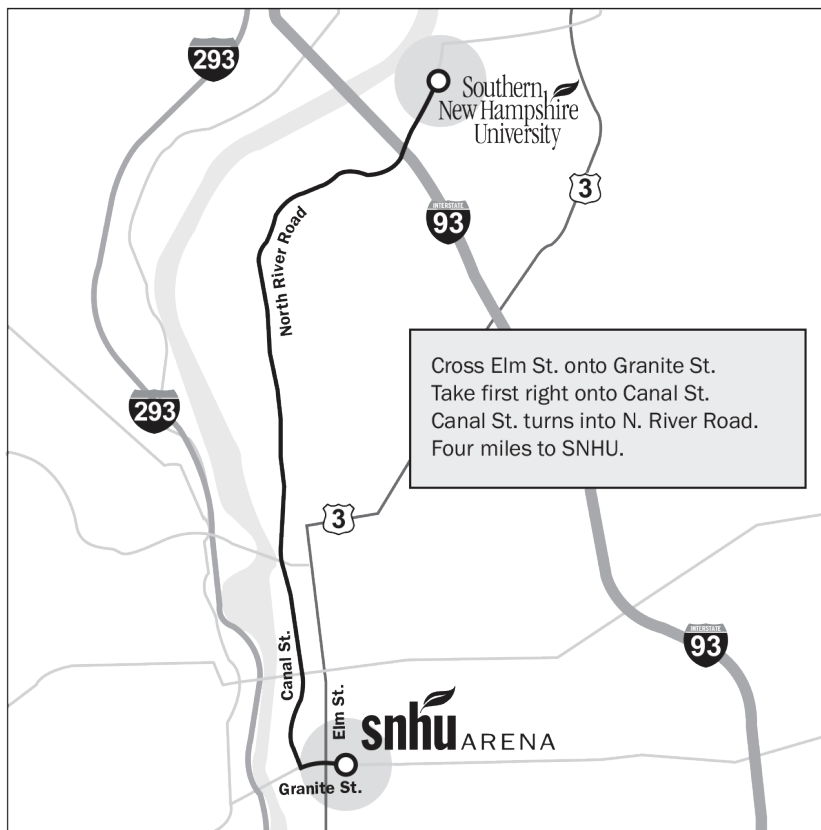 293
Southern
New Hampshire
University
3
INTERSTATE
93
North River Road
Cross Elm St. onto Granite St.
Take first right onto Canal St.
Canal St. turns into N. River Road.
Four miles to SNHU.
293
3
INTERSTATE
93
Canal St.
Elm St.
snhu ARENA
Granite St.